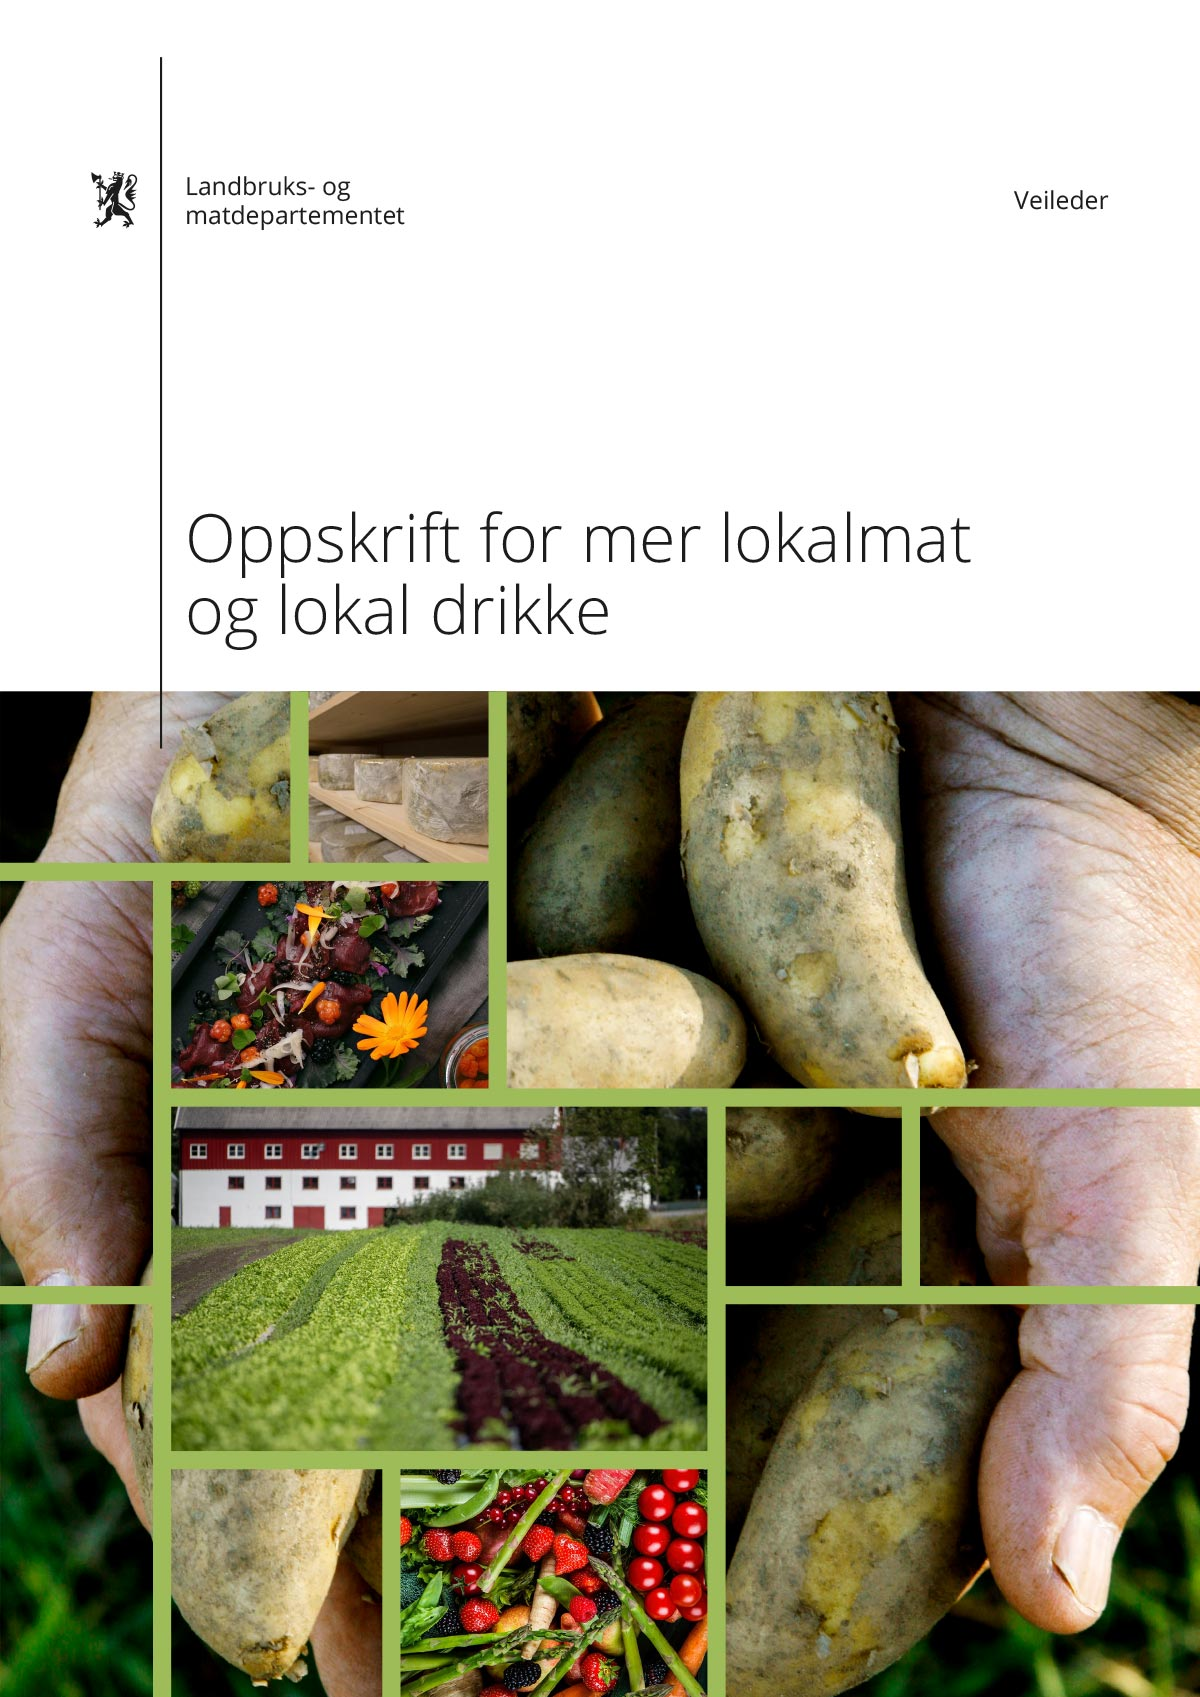 Landbruks- og
matdepartementet
Veileder
Oppskrift for mer lokalmat
og lokal drikke